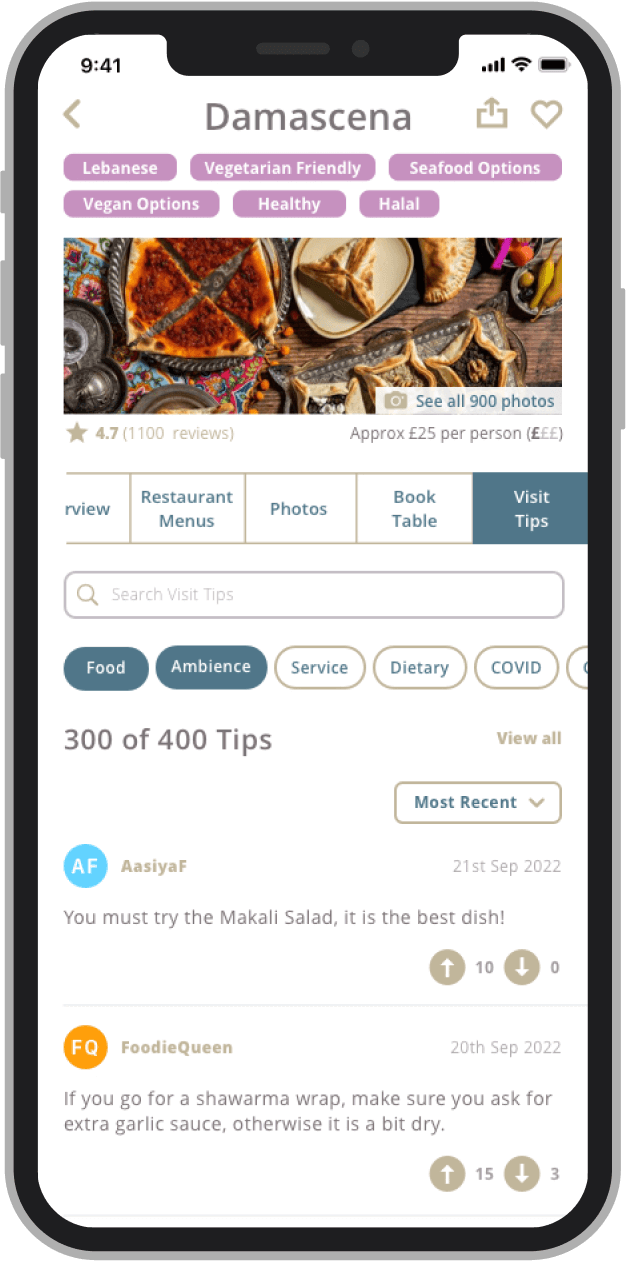 9:41
Damascena
Lebanese Vegetarian Friendly Seafood Options
Vegan Options Healthy Halal
See all 900 photos
4.7 (1100 reviews) Approx £25 per person (£££)
rview
Restaurant
Menus
Photos
Book
Table
Visit
Tips
Search Visit Tips
Food Ambience Service Dietary COVID
300 of 400 Tips View all
Most Recent
AF AasiyaF 21st Sep 2022
You must try the Makali Salad, it is the best dish!
10 0
FQ FoodieQueen 20th Sep 2022
If you go for a shawarma wrap, make sure you ask for
extra garlic sauce, otherwise it is a bit dry.
15 3